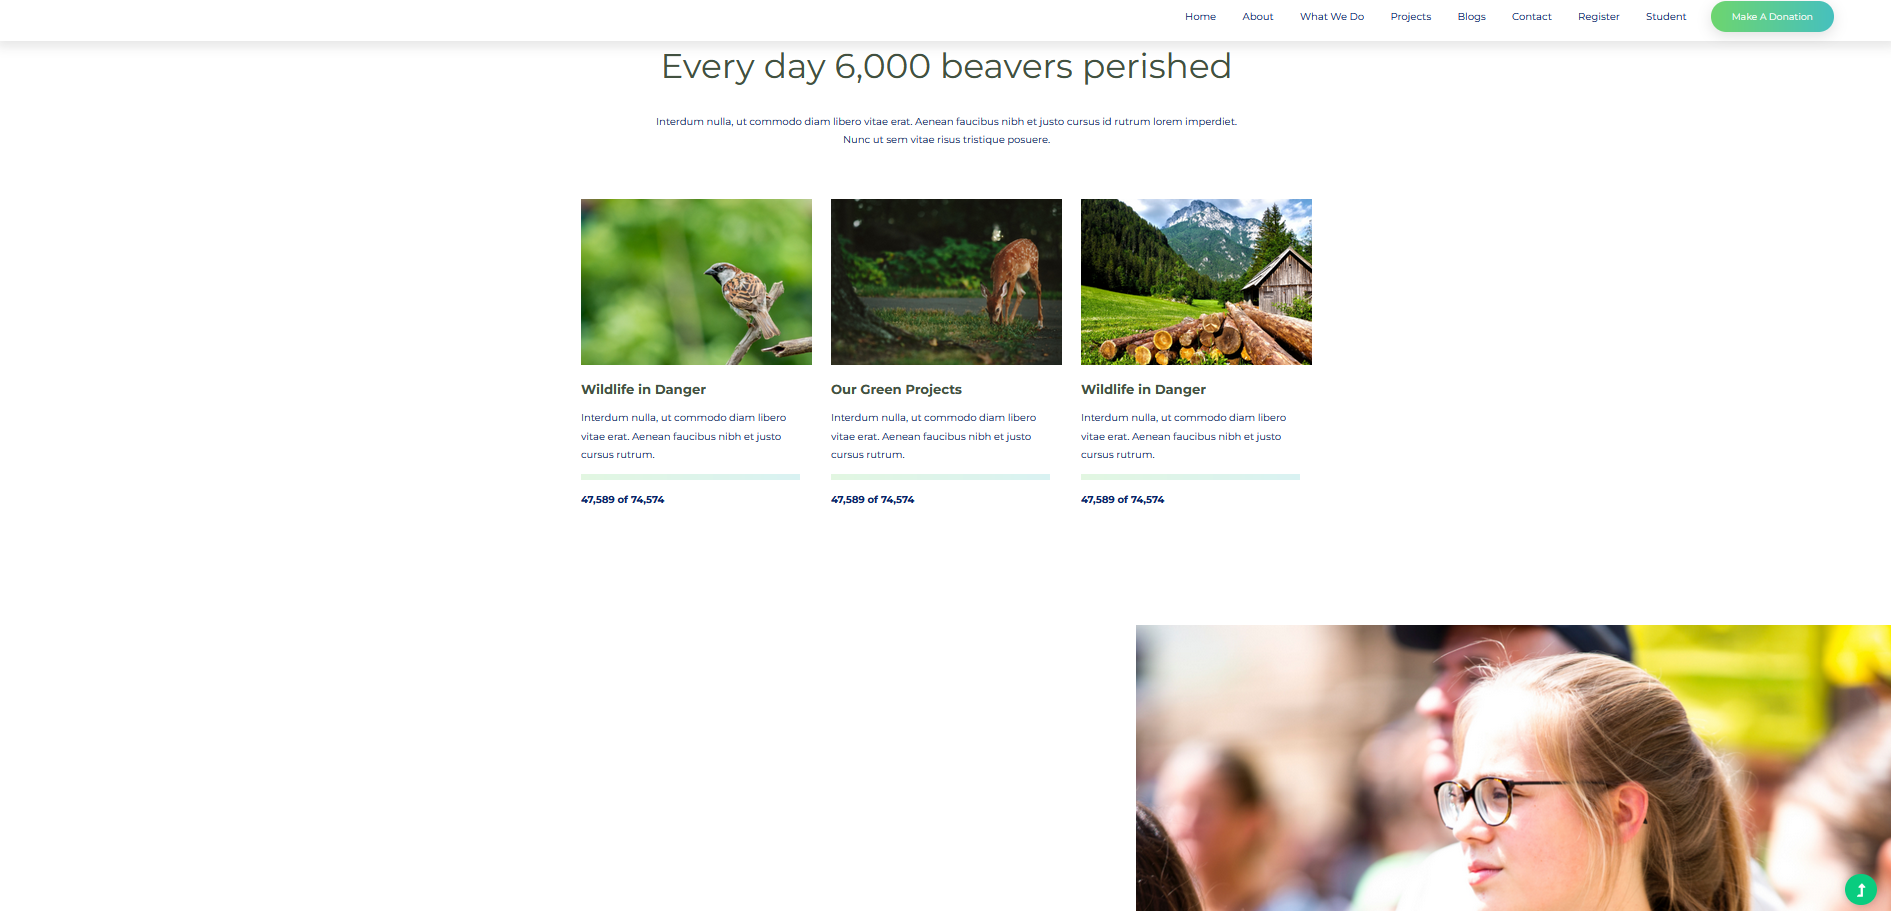 Home About What We Do Projects Blogs Contact Register Student Make A Donation
Every day 6,000 beavers perished
Interdum nulla, ut commodo diam libero vitae erat. Aenean faucibus nibh et justo cursus id rutrum lorem imperdiet.
Nunc ut sem vitae risus tristique posuere.
Wildlife in Danger
Interdum nulla, ut commodo diam libero
vitae erat. Aenean faucibus nibh et justo
cursus rutrum.
47,589 of 74,574
Our Green Projects
Interdum nulla, ut commodo diam libero
vitae erat. Aenean faucibus nibh et justo
cursus rutrum.
47,589 of 74,574
Wildlife in Danger
Interdum nulla, ut commodo diam libero
vitae erat. Aenean faucibus nibh et justo
cursus rutrum.
47,589 of 74,574